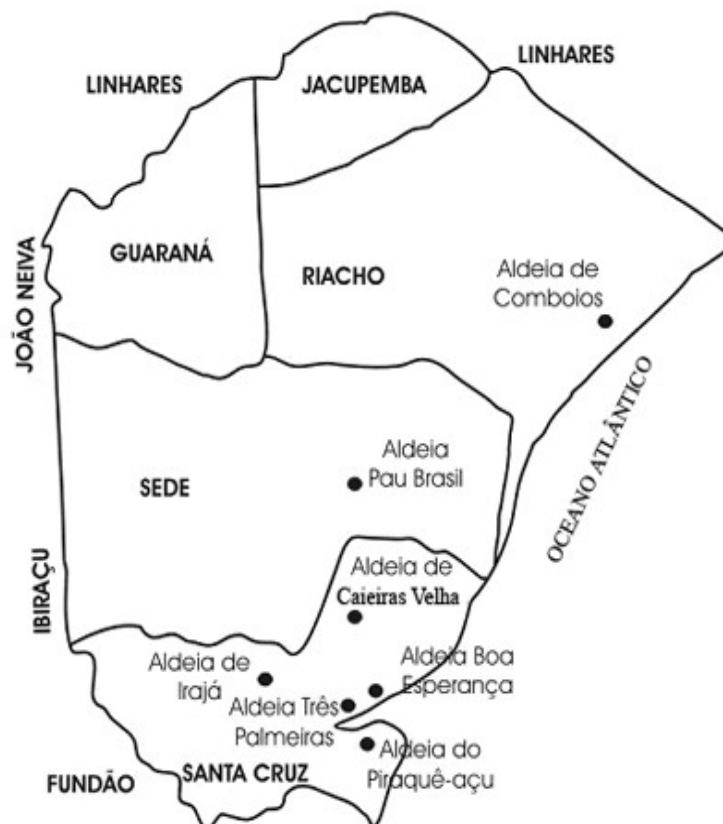 LINHARES
LINHARES
JACUPEMBA
JOÃO NEIVA
GUARANÁ
RIACHO
Aldeia de
Comboios
OCEANO ATLÂNTICO
SEDE
Aldeia
Pau Brasil
IBIRAÇU
Aldeia de
Caieiras Velha
Aldeia de
Irajá
Aldeia Boa
Esperança
Aldeia Três
Palmeiras
Aldeia do
Piraquê-açu
SANTA CRUZ
FUNDÃO